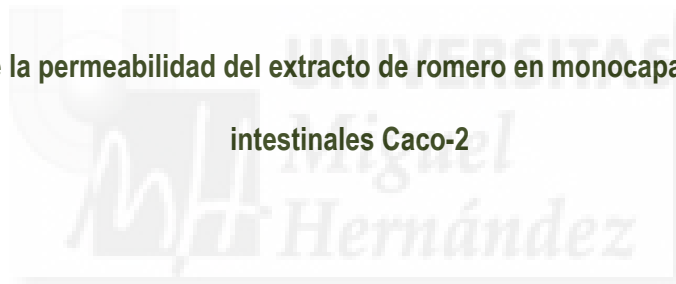 UNIVERSITAS
la permeabilidad del extracto de romero en monocapa
intestinales Caco-2
Miguel
Hernández